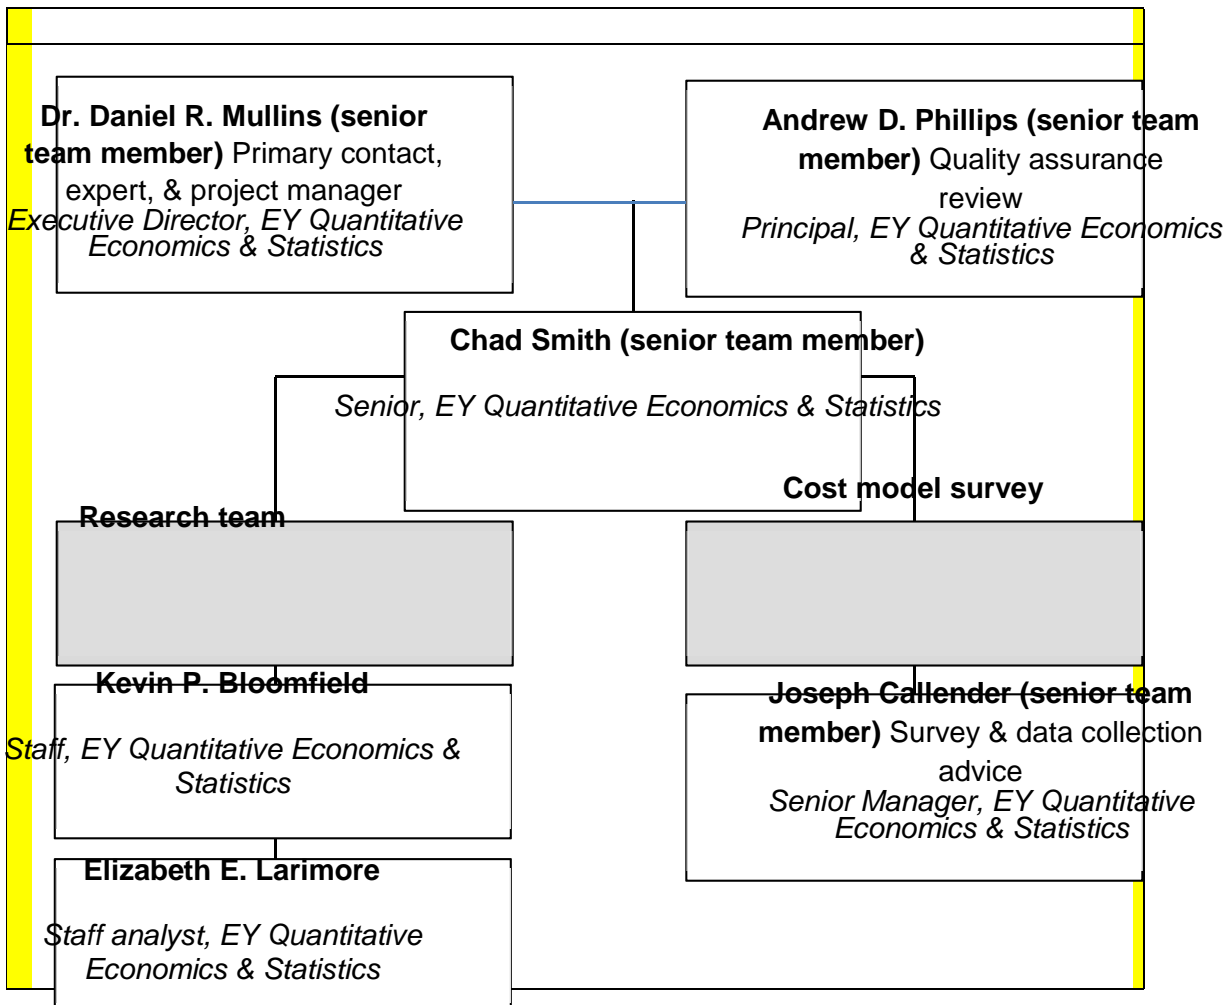 Dr. Daniel R. Mullins (senior
team member) Primary contact,
expert, & project manager
Executive Director, EY Quantitative
Economics & Statistics
Andrew D. Phillips (senior team
member) Quality assurance
review
Principal, EY Quantitative Economics
& Statistics
Chad Smith (senior team member)
Senior, EY Quantitative Economics & Statistics
Research team
Cost model survey
Kevin P. Bloomfield
Staff, EY Quantitative Economics &
Statistics
Joseph Callender (senior team
member) Survey & data collection
advice
Senior Manager, EY Quantitative
Economics & Statistics
Elizabeth E. Larimore
Staff analyst, EY Quantitative
Economics & Statistics